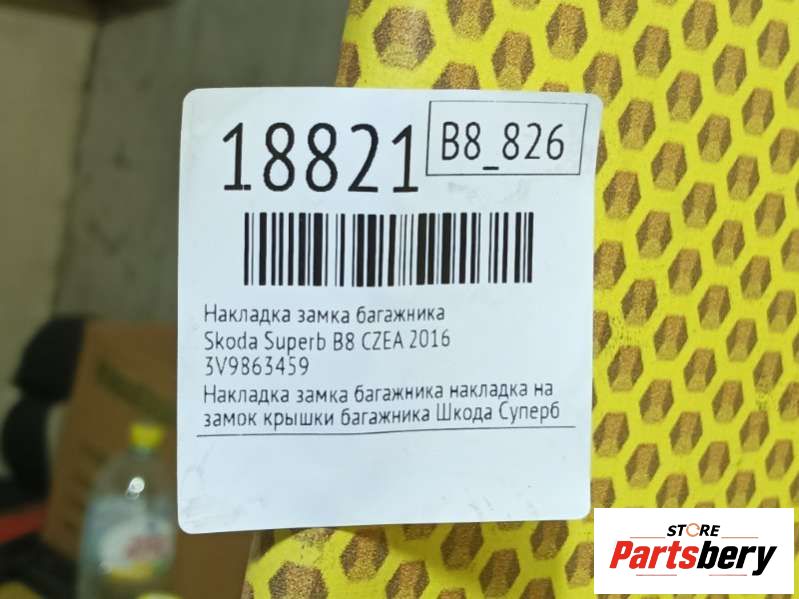 18821
B8_826
Накладка замка багажника
Skoda Superb B8 CZEA 2016
3V9863459
Накладка замка багажника накладка на
замок крышки багажника Шкода Суперб
STORE
Partsbery